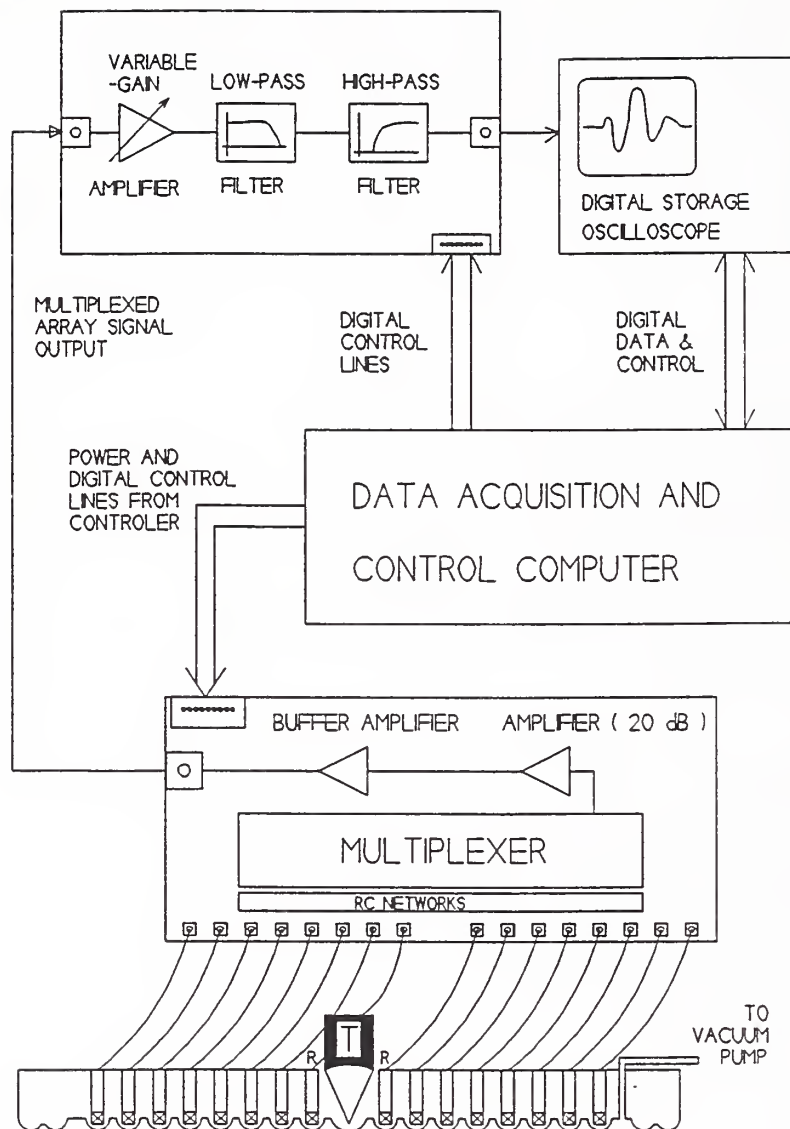 VARIABLE
-GAIN
LOW-PASS
HIGH-PASS
AMPLIFIER
FILTER
FILTER
DIGITAL STORAGE
OSCILLOSCOPE
MULTIPLEXED
ARRAY SIGNAL
OUTPUT
DIGITAL
CONTROL
LINES
DIGITAL
DATA &
CONTROL
POWER AND
DIGITAL CONTROL
LINES FROM
CONTROLER
DATA ACQUISITION AND
CONTROL COMPUTER
BUFFER AMPLIFIER
AMPLIFIER ( 20 dB )
MULTIPLEXER
RC NETWORKS
T
R
R
TO
VACUUM
PUMP